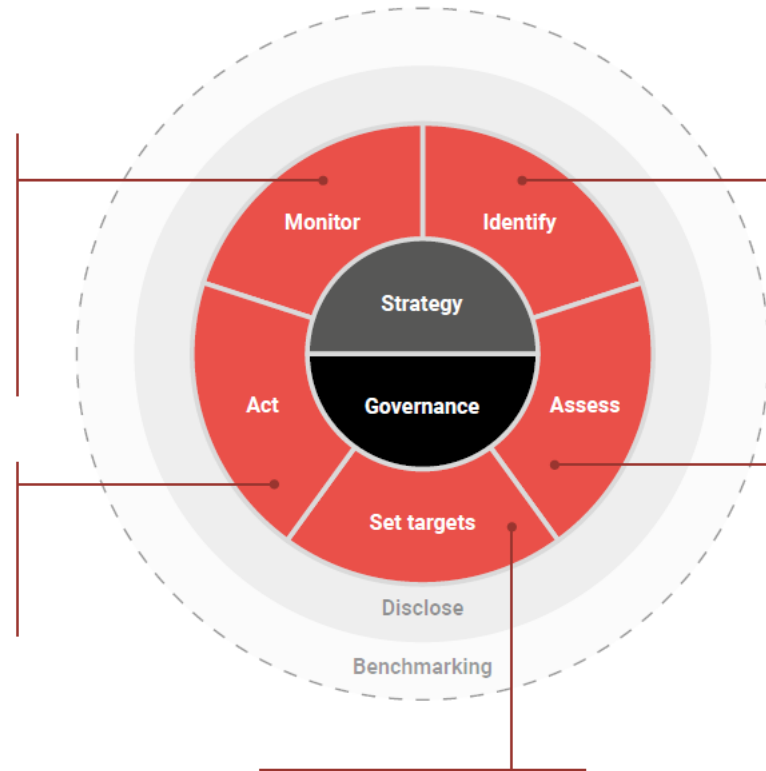 Monitor
Identify
Strategy
Act
Governance
Assess
Set targets
Disclose
Benchmarking